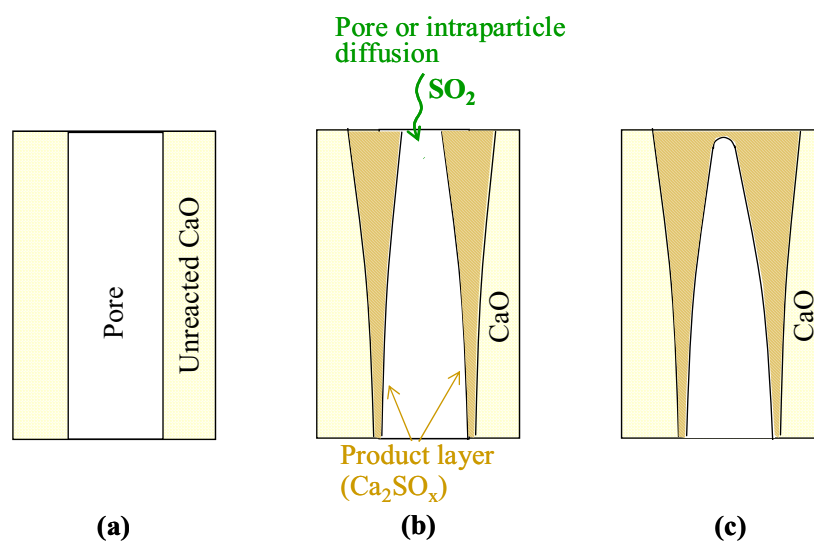 Pore or intraparticle
diffusion
SO₂
Pore
Unreacted CaO
CaO
CaO
Product layer
(Ca₂SOₓ)
(a)
(b)
(c)